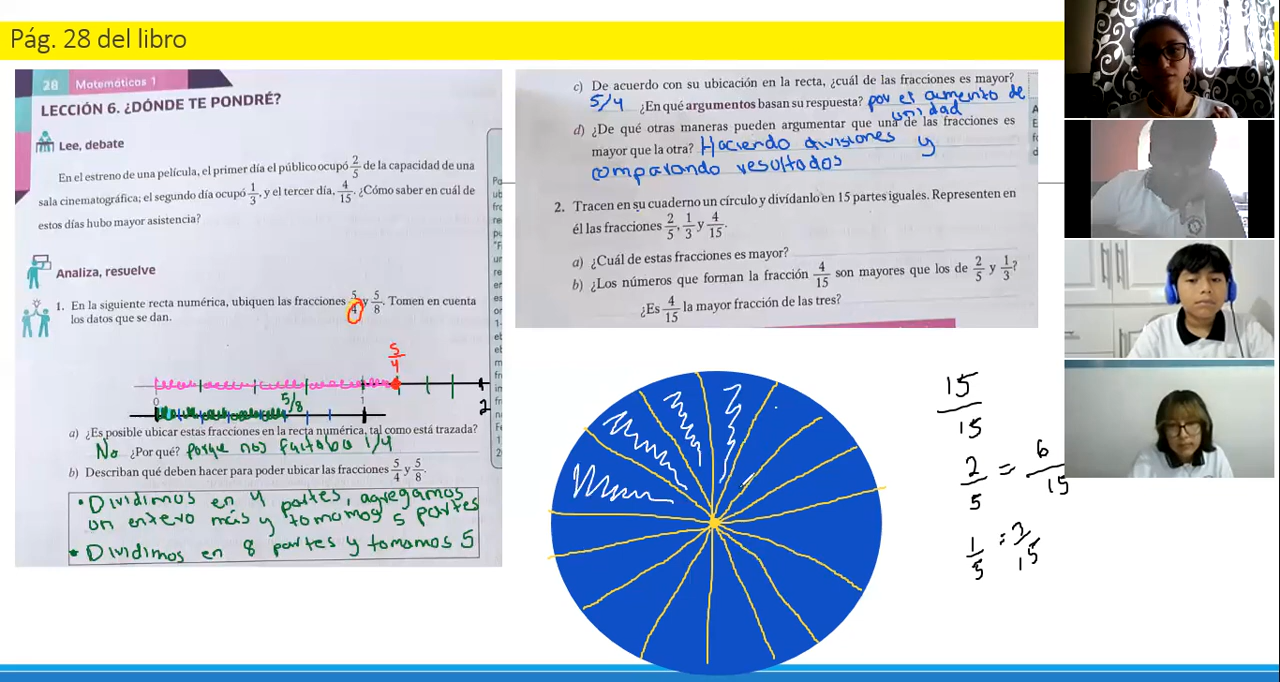 Pág. 28 del libro
28 Matemáticas 1
LECCIÓN 6. ¿DÓNDE TE PONDRÉ?
Lee, debate
En el estreno de una película, el primer día el público ocupó 2/5 de la capacidad de una
sala cinematográfica; el segundo día ocupó 1/3, y el tercer día, 4/15. ¿Cómo saber en cuál de
estos días hubo mayor asistencia?
Analiza, resuelve
1. En la siguiente recta numérica, ubiquen las fracciones 5/4 y 5/8. Tomen en cuenta
los datos que se dan.
5/4
5/8
0 1 2
a) ¿Es posible ubicar estas fracciones en la recta numérica, tal como está trazada?
No ¿Por qué? porque nos faltaba 1/4
b) Describan qué deben hacer para poder ubicar las fracciones 5/4 y 5/8.
• Dividimos en 4 partes, agregamos
un entero más y tomamos 5 partes
• Dividimos en 8 partes y tomamos 5
c) De acuerdo con su ubicación en la recta, ¿cuál de las fracciones es mayor?
5/4 ¿En qué argumentos basan su respuesta? por el aumento de
unidad
d) ¿De qué otras maneras pueden argumentar que una de las fracciones es
mayor que la otra? Haciendo divisiones y
comparando resultados
2. Tracen en su cuaderno un círculo y divídanlo en 15 partes iguales. Representen en
él las fracciones 2/5, 1/3 y 4/15.
a) ¿Cuál de estas fracciones es mayor?
b) ¿Los números que forman la fracción 4/15 son mayores que los de 2/5 y 1/3?
¿Es 4/15 la mayor fracción de las tres?
15/15
2/5 = 6/15
1/5 = 3/15